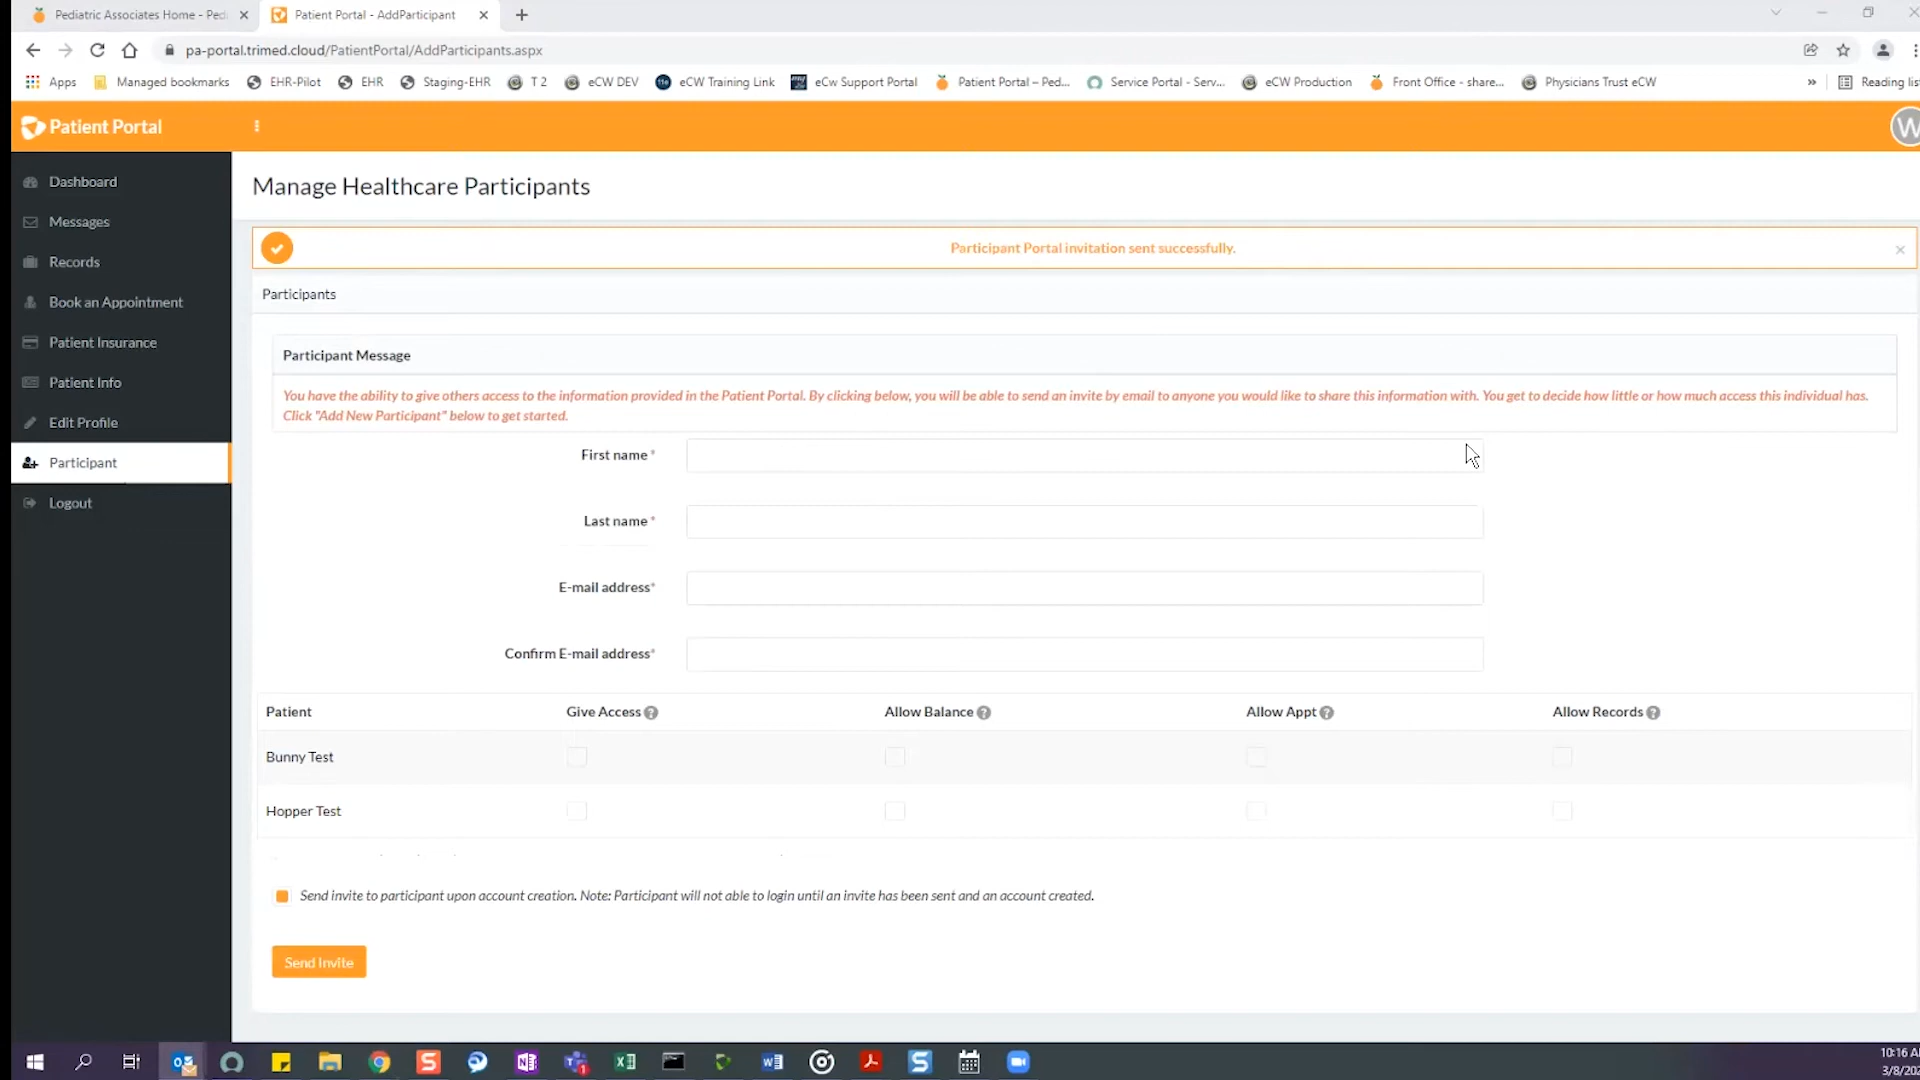 Pediatric Associates Home - Pedi
Patient Portal - AddParticipant
pa-portal.trimed.cloud/PatientPortal/AddParticipants.aspx
Apps
Managed bookmarks
EHR-Pilot
EHR
Staging-EHR
T 2
eCW DEV
eCW Training Link
eCw Support Portal
Patient Portal – Ped...
Service Portal - Serv...
eCW Production
Front Office - share...
Physicians Trust eCW
»
Reading lis
Patient Portal
W
Dashboard
Messages
Records
Book an Appointment
Patient Insurance
Patient Info
Edit Profile
Participant
Logout
Manage Healthcare Participants
Participant Portal invitation sent successfully.
Participants
Participant Message
You have the ability to give others access to the information provided in the Patient Portal. By clicking below, you will be able to send an invite by email to anyone you would like to share this information with. You get to decide how little or how much access this individual has.
Click "Add New Participant" below to get started.
First name *
Last name *
E-mail address*
Confirm E-mail address*
Patient Give Access ? Allow Balance ? Allow Appt ? Allow Records ?
Bunny Test
Hopper Test
Send invite to participant upon account creation. Note: Participant will not able to login until an invite has been sent and an account created.
Send Invite
10:16 A
3/8/202